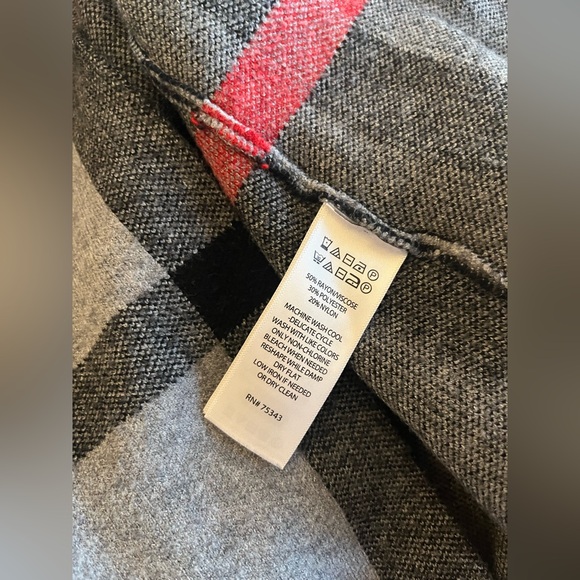 50% RAYON/VISCOSE
30% POLYESTER
20% NYLON
MACHINE WASH COOL
-DELICATE CYCLE
WASH WITH LIKE COLORS
ONLY NON-CHLORINE
BLEACH WHEN NEEDED
RESHAPE WHILE DAMP
DRY FLAT
LOW IRON IF NEEDED
OR DRY CLEAN
RN# 75343